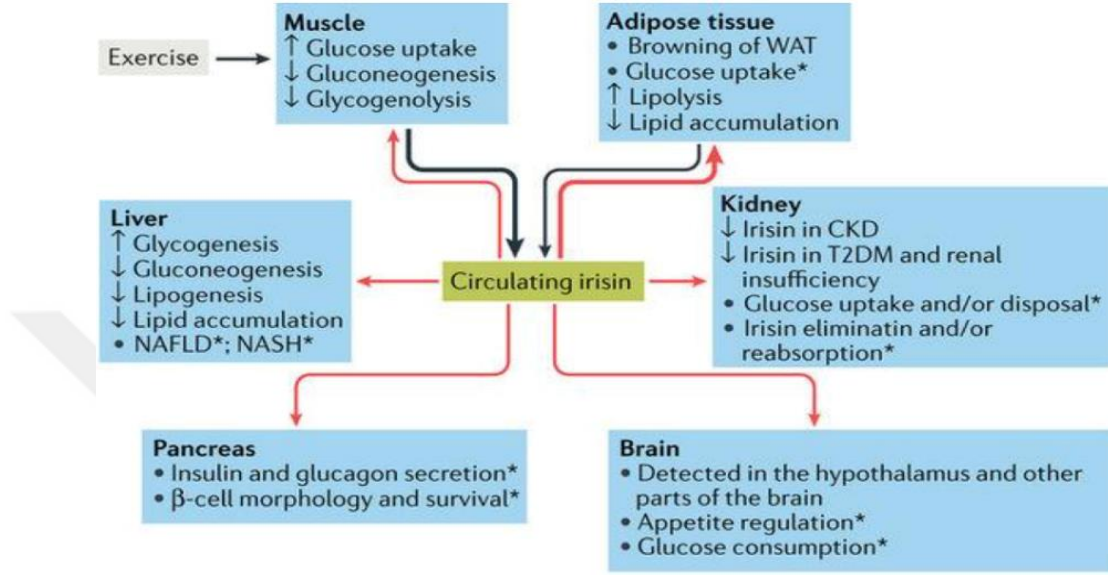 Exercise
Muscle
↑ Glucose uptake
↓ Gluconeogenesis
↓ Glycogenolysis
Adipose tissue
• Browning of WAT
• Glucose uptake*
↑ Lipolysis
↓ Lipid accumulation
Liver
↑ Glycogenesis
↓ Gluconeogenesis
↓ Lipogenesis
↓ Lipid accumulation
• NAFLD*; NASH*
Circulating irisin
Kidney
↓ Irisin in CKD
↓ Irisin in T2DM and renal
insufficiency
• Glucose uptake and/or disposal*
• Irisin eliminatin and/or
reabsorption*
Pancreas
• Insulin and glucagon secretion*
• β-cell morphology and survival*
Brain
• Detected in the hypothalamus and other
parts of the brain
• Appetite regulation*
• Glucose consumption*